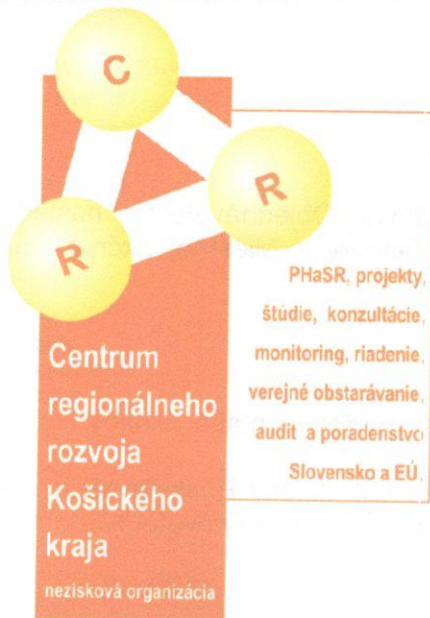 C
R
R
PHaSR, projekty,
štúdie, konzultácie,
monitoring, riadenie,
verejné obstarávanie,
audit a poradenstvo
Slovensko a EÚ,
Centrum
regionálneho
rozvoja
Košického
kraja
nezisková organizácia